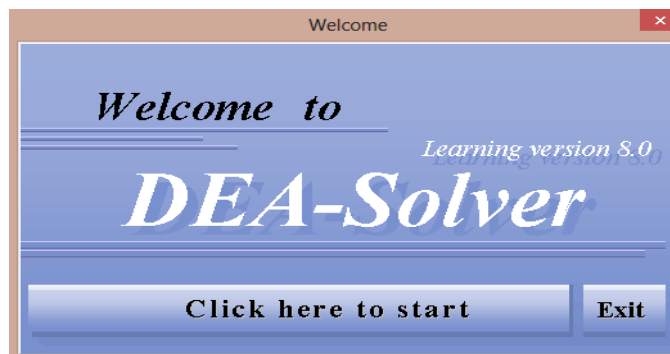 Welcome
Welcome to
Learning version 8.0
DEA-Solver
Click here to start
Exit